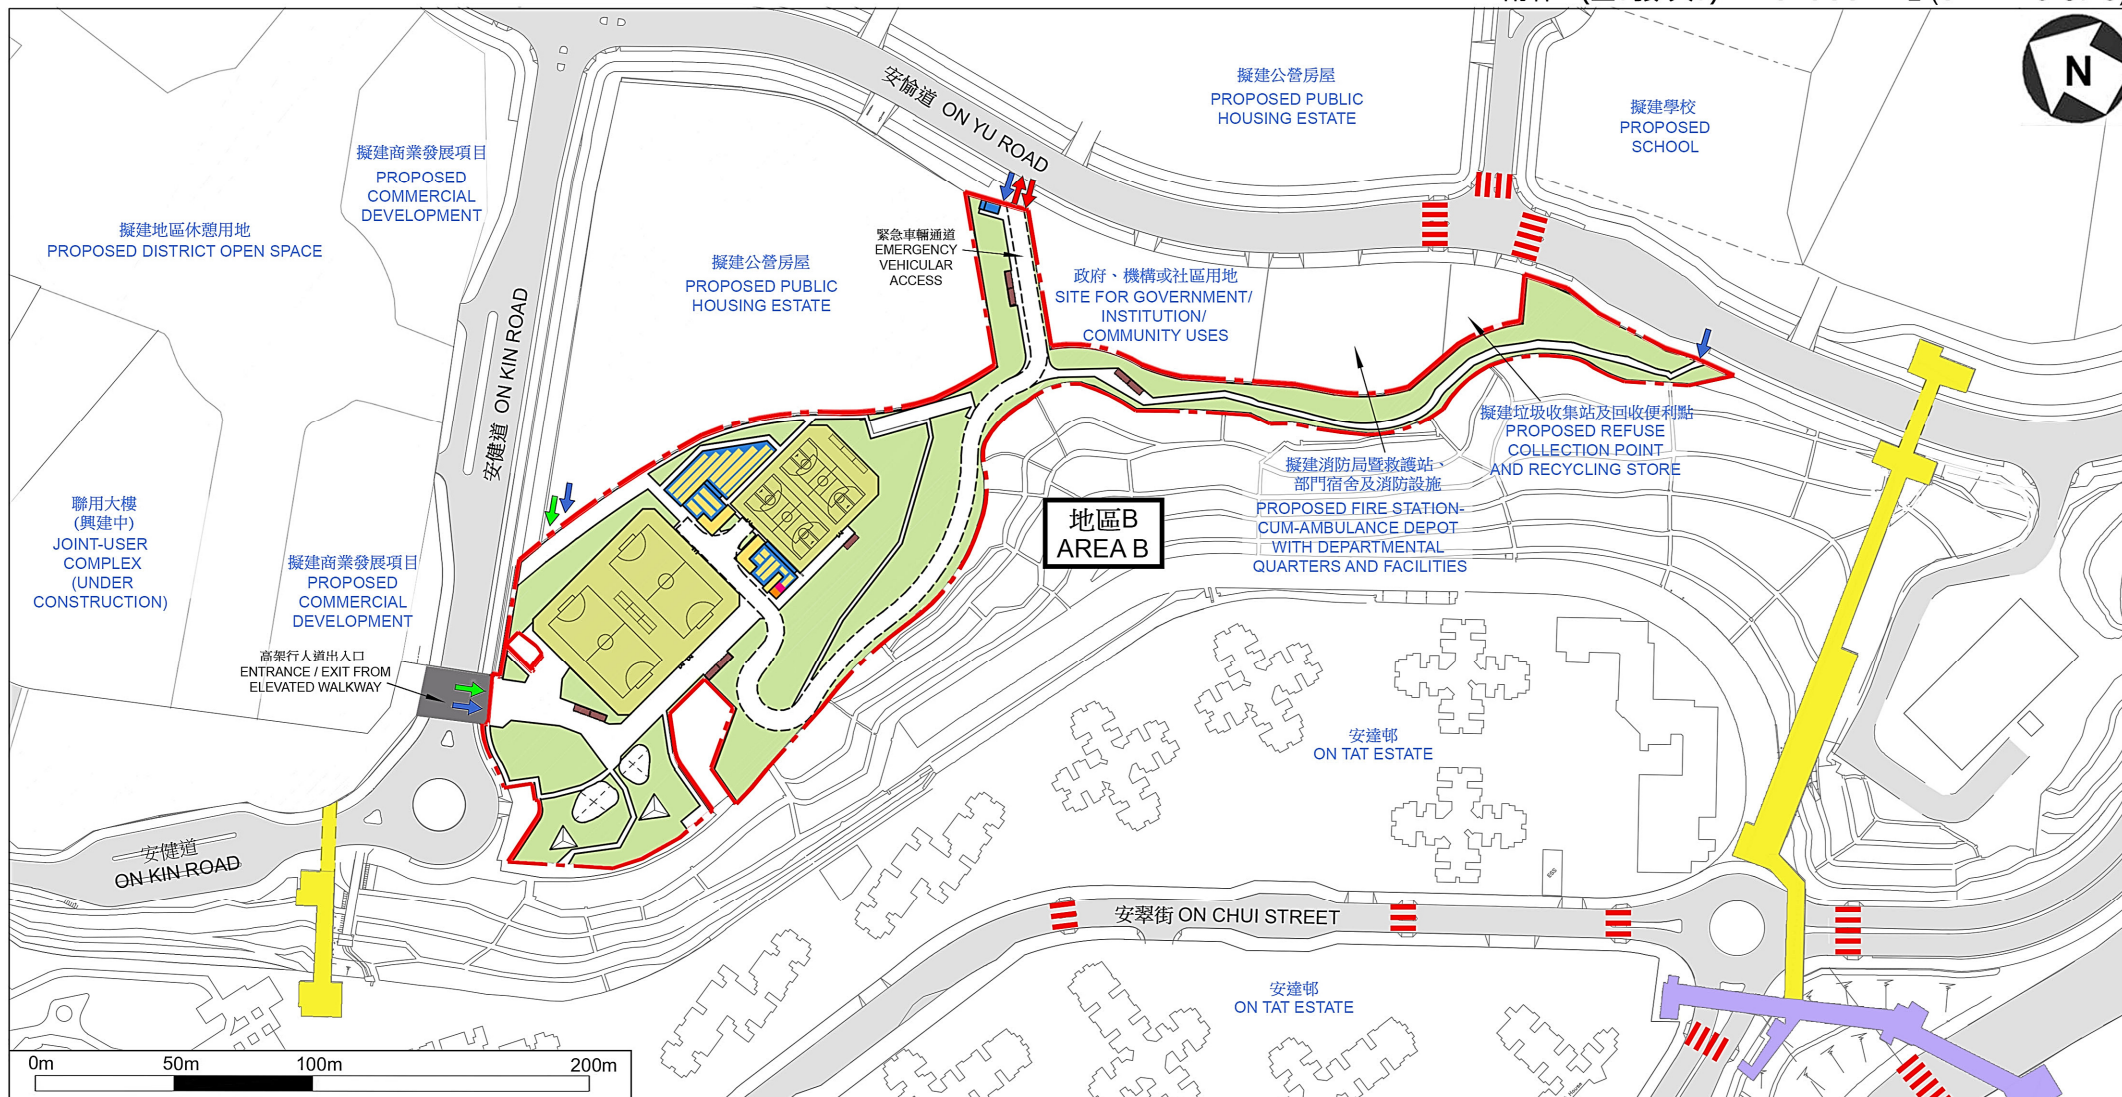 N
安愉道 ON YU ROAD
擬建公營房屋
PROPOSED PUBLIC
HOUSING ESTATE
擬建學校
PROPOSED
SCHOOL
擬建商業發展項目
PROPOSED
COMMERCIAL
DEVELOPMENT
擬建地區休憩用地
PROPOSED DISTRICT OPEN SPACE
擬建公營房屋
PROPOSED PUBLIC
HOUSING ESTATE
緊急車輛通道
EMERGENCY
VEHICULAR
ACCESS
政府、機構或社區用地
SITE FOR GOVERNMENT/
INSTITUTION/
COMMUNITY USES
安健道 ON KIN ROAD
擬建垃圾收集站及回收便利點
PROPOSED REFUSE
COLLECTION POINT
AND RECYCLING STORE
擬建消防局暨救護站、
部門宿舍及消防設施
PROPOSED FIRE STATION-
CUM-AMBULANCE DEPOT
WITH DEPARTMENTAL
QUARTERS AND FACILITIES
地區B
AREA B
聯用大樓
(興建中)
JOINT-USER
COMPLEX
(UNDER
CONSTRUCTION)
擬建商業發展項目
PROPOSED
COMMERCIAL
DEVELOPMENT
高架行人道出入口
ENTRANCE / EXIT FROM
ELEVATED WALKWAY
安達邨
ON TAT ESTATE
安健道
ON KIN ROAD
安翠街 ON CHUI STREET
安達邨
ON TAT ESTATE
0m 50m 100m 200m